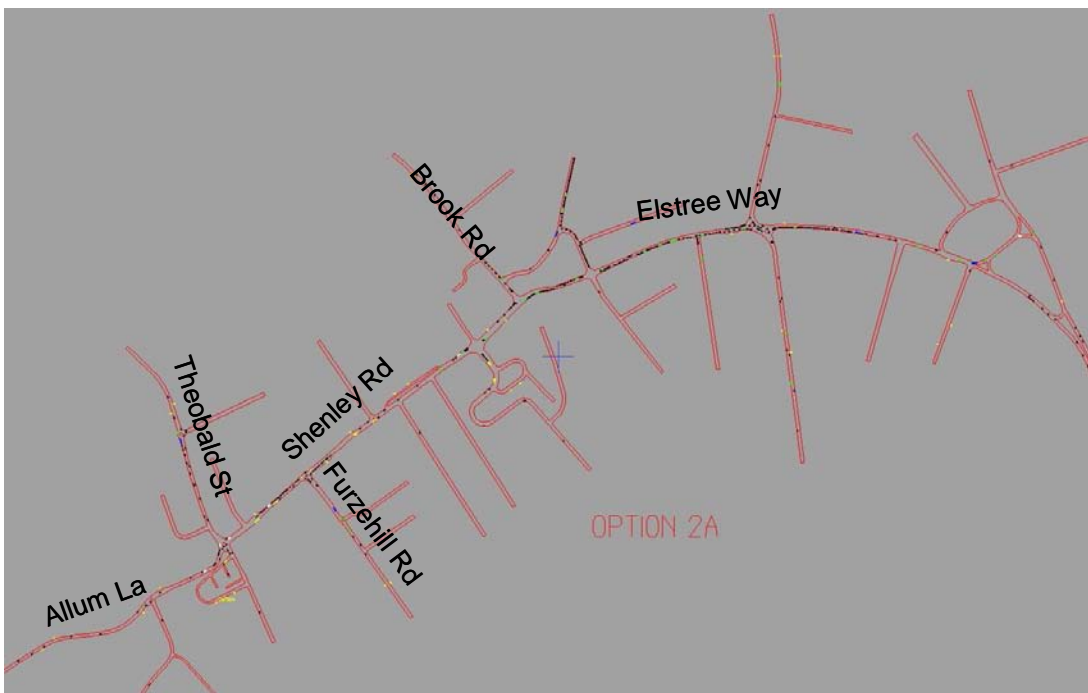 Brook Rd
Elstree Way
Theobald St
Shenley Rd
Furzehill Rd
OPTION 2A
Allum La